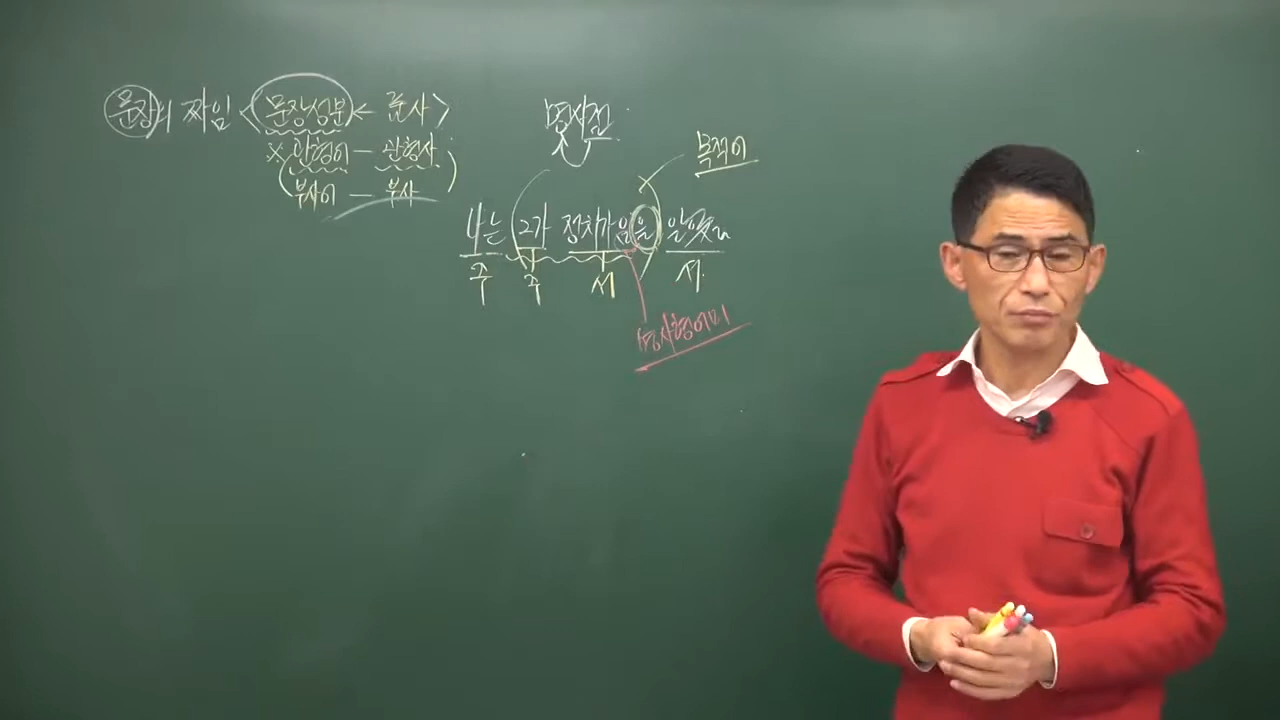 문장의 짜임 < 문장성분 ← 품사 >
× 관형어 — 관형사
( 부사어 — 부사 )
명사절
목적어
나는 (그가 정치가임을) 알았다
주 주 서 서
명사형어미